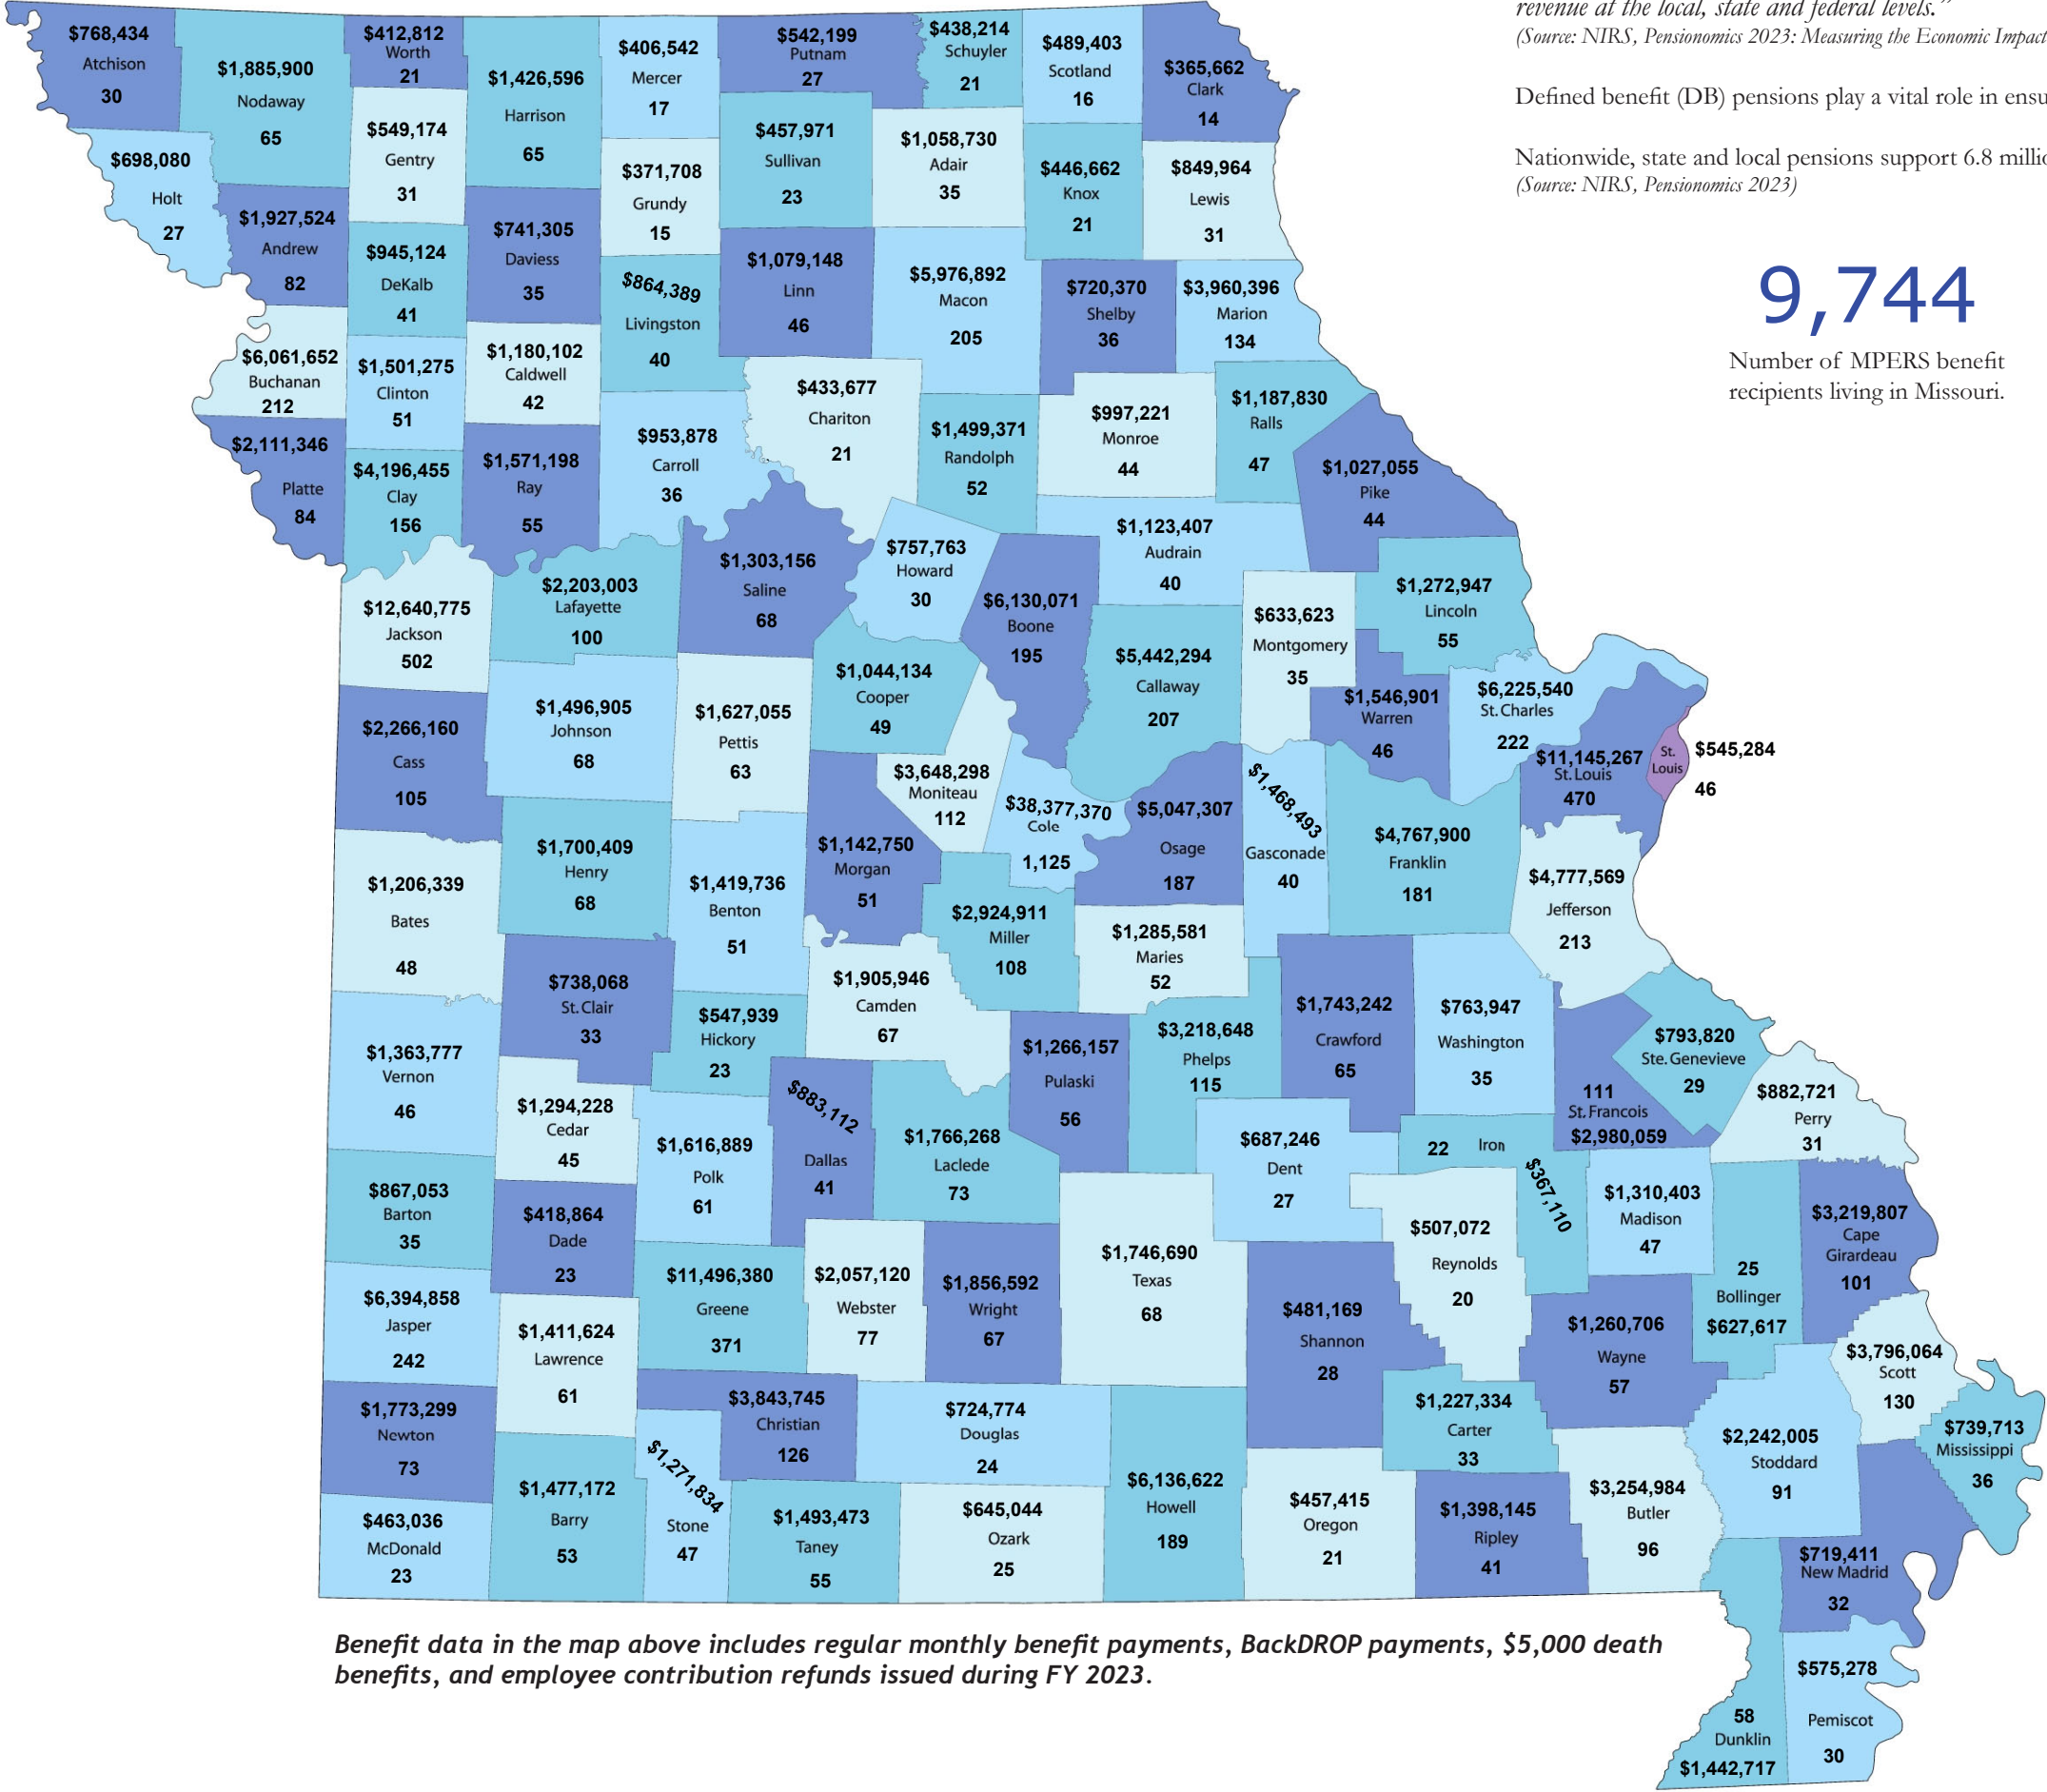 revenue at the local, state and federal levels.”
(Source: NIRS, Pensionomics 2023: Measuring the Economic Impact
Defined benefit (DB) pensions play a vital role in ensu
Nationwide, state and local pensions support 6.8 millio
(Source: NIRS, Pensionomics 2023)
9,744
Number of MPERS benefit
recipients living in Missouri.
$768,434
Atchison
30
$1,885,900
Nodaway
65
$412,812
Worth
21
$1,426,596
Harrison
65
$406,542
Mercer
17
$542,199
Putnam
27
$438,214
Schuyler
21
$489,403
Scotland
16
$365,662
Clark
14
$698,080
Holt
27
$1,927,524
Andrew
82
$549,174
Gentry
31
$945,124
DeKalb
41
$741,305
Daviess
35
$371,708
Grundy
15
$457,971
Sullivan
23
$1,058,730
Adair
35
$446,662
Knox
21
$849,964
Lewis
31
$864,389
Livingston
40
$1,079,148
Linn
46
$5,976,892
Macon
205
$720,370
Shelby
36
$3,960,396
Marion
134
$6,061,652
Buchanan
212
$1,501,275
Clinton
51
$1,180,102
Caldwell
42
$433,677
Chariton
21
$1,499,371
Randolph
52
$997,221
Monroe
44
$1,187,830
Ralls
47
$1,027,055
Pike
44
$2,111,346
Platte
84
$4,196,455
Clay
156
$1,571,198
Ray
55
$953,878
Carroll
36
$1,303,156
Saline
68
$757,763
Howard
30
$6,130,071
Boone
195
$1,123,407
Audrain
40
$1,272,947
Lincoln
55
$12,640,775
Jackson
502
$2,203,003
Lafayette
100
$1,044,134
Cooper
49
$5,442,294
Callaway
207
$633,623
Montgomery
35
$1,546,901
Warren
46
$6,225,540
St. Charles
222
$11,145,267
St. Louis
470
St.
Louis
$545,284
46
$2,266,160
Cass
105
$1,496,905
Johnson
68
$1,627,055
Pettis
63
$3,648,298
Moniteau
112
$38,377,370
Cole
1,125
$5,047,307
Osage
187
$1,468,493
Gasconade
40
$4,767,900
Franklin
181
$4,777,569
Jefferson
213
$1,206,339
Bates
48
$1,700,409
Henry
68
$1,419,736
Benton
51
$1,142,750
Morgan
51
$2,924,911
Miller
108
$1,285,581
Maries
52
$1,363,777
Vernon
46
$738,068
St. Clair
33
$547,939
Hickory
23
$1,905,946
Camden
67
$1,266,157
Pulaski
56
$3,218,648
Phelps
115
$1,743,242
Crawford
65
$763,947
Washington
35
111
St. Francois
$2,980,059
$793,820
Ste. Genevieve
29
$882,721
Perry
31
$1,294,228
Cedar
45
$1,616,889
Polk
61
$883,112
Dallas
41
$1,766,268
Laclede
73
$687,246
Dent
27
22
Iron
$367,110
$1,310,403
Madison
47
25
Bollinger
$627,617
$3,219,807
Cape
Girardeau
101
$867,053
Barton
35
$418,864
Dade
23
$11,496,380
Greene
371
$2,057,120
Webster
77
$1,856,592
Wright
67
$1,746,690
Texas
68
$481,169
Shannon
28
$507,072
Reynolds
20
$1,260,706
Wayne
57
$3,796,064
Scott
130
$6,394,858
Jasper
242
$1,411,624
Lawrence
61
$3,843,745
Christian
126
$724,774
Douglas
24
$1,227,334
Carter
33
$2,242,005
Stoddard
91
$739,713
Mississippi
36
$1,773,299
Newton
73
$1,477,172
Barry
53
$1,271,834
Stone
47
$1,493,473
Taney
55
$645,044
Ozark
25
$6,136,622
Howell
189
$457,415
Oregon
21
$1,398,145
Ripley
41
$3,254,984
Butler
96
$463,036
McDonald
23
$719,411
New Madrid
32
58
Dunklin
$1,442,717
$575,278
Pemiscot
30
Benefit data in the map above includes regular monthly benefit payments, BackDROP payments, $5,000 death
benefits, and employee contribution refunds issued during FY 2023.